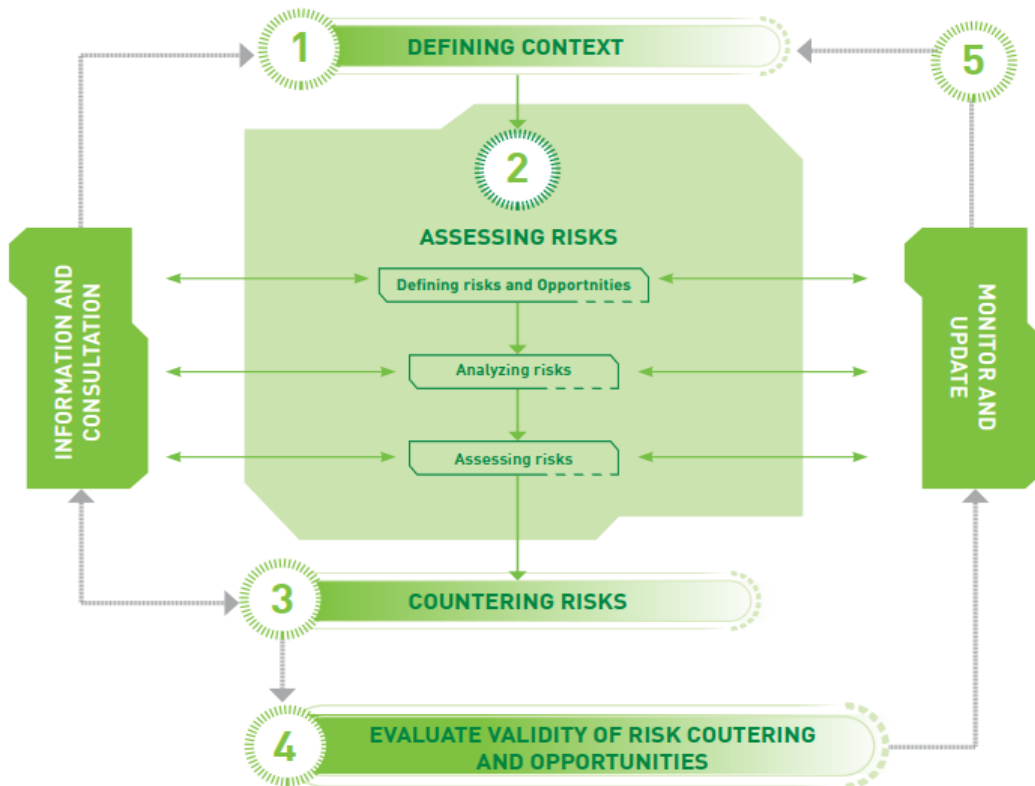 1
DEFINING CONTEXT
5
2
ASSESSING RISKS
Defining risks and Opportnities
Analyzing risks
Assessing risks
INFORMATION AND
CONSULTATION
MONITOR AND
UPDATE
3
COUNTERING RISKS
4
EVALUATE VALIDITY OF RISK COUTERING
AND OPPORTUNITIES